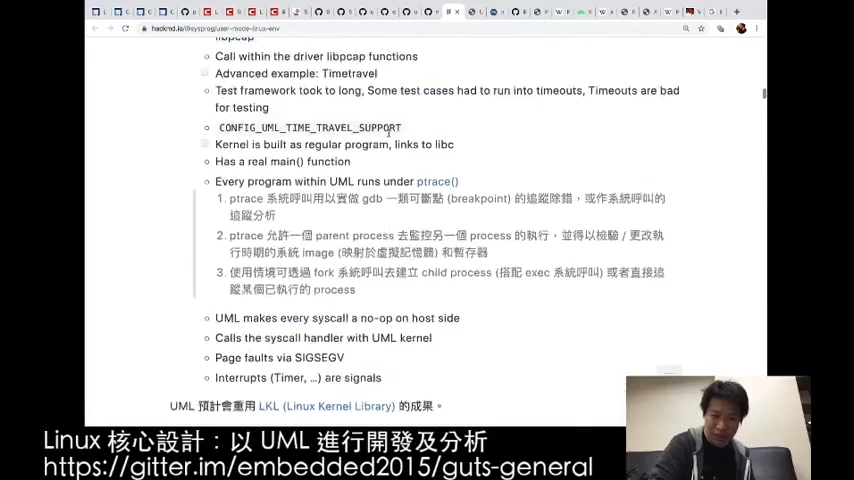 hackmd.io/@sysprog/user-mode-linux-env
libpcap
Call within the driver libpcap functions
Advanced example: Timetravel
Test framework took to long, Some test cases had to run into timeouts, Timeouts are bad
for testing
CONFIG_UML_TIME_TRAVEL_SUPPORT
Kernel is built as regular program, links to libc
Has a real main() function
Every program within UML runs under ptrace()
1. ptrace 系統呼叫用以實做 gdb 一類可斷點 (breakpoint) 的追蹤除錯，或作系統呼叫的
追蹤分析
2. ptrace 允許一個 parent process 去監控另一個 process 的執行，並得以檢驗 / 更改執
行時期的系統 image (映射於虛擬記憶體) 和暫存器
3. 使用情境可透過 fork 系統呼叫去建立 child process (搭配 exec 系統呼叫) 或者直接追
蹤某個已執行的 process
UML makes every syscall a no-op on host side
Calls the syscall handler with UML kernel
Page faults via SIGSEGV
Interrupts (Timer, ...) are signals
UML 預計會重用 LKL (Linux Kernel Library) 的成果。
Linux 核心設計：以 UML 進行開發及分析
https://gitter.im/embedded2015/guts-general